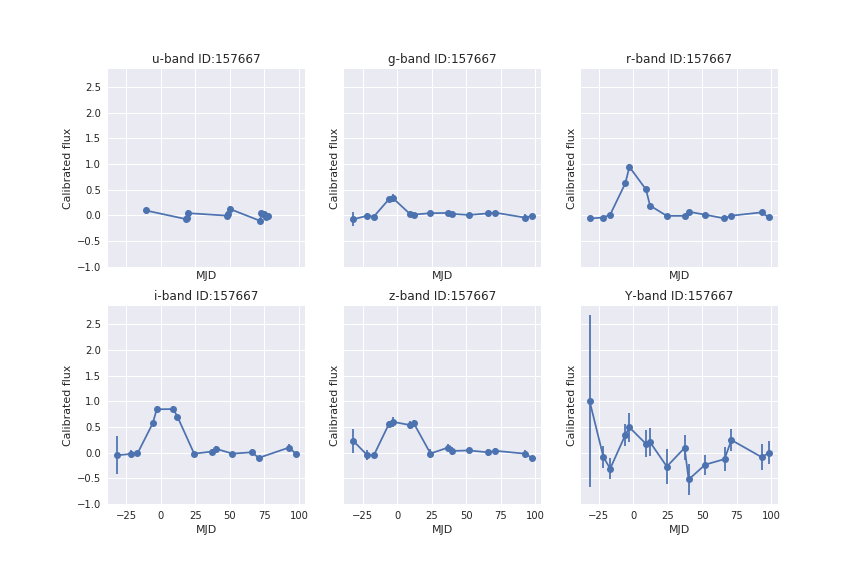 u-band ID:157667
g-band ID:157667
r-band ID:157667
Calibrated flux
2.5
2.0
1.5
1.0
0.5
0.0
−0.5
−1.0
MJD
Calibrated flux
MJD
Calibrated flux
MJD
i-band ID:157667
z-band ID:157667
Y-band ID:157667
Calibrated flux
2.5
2.0
1.5
1.0
0.5
0.0
−0.5
−1.0
−25 0 25 50 75 100
MJD
Calibrated flux
−25 0 25 50 75 100
MJD
Calibrated flux
−25 0 25 50 75 100
MJD